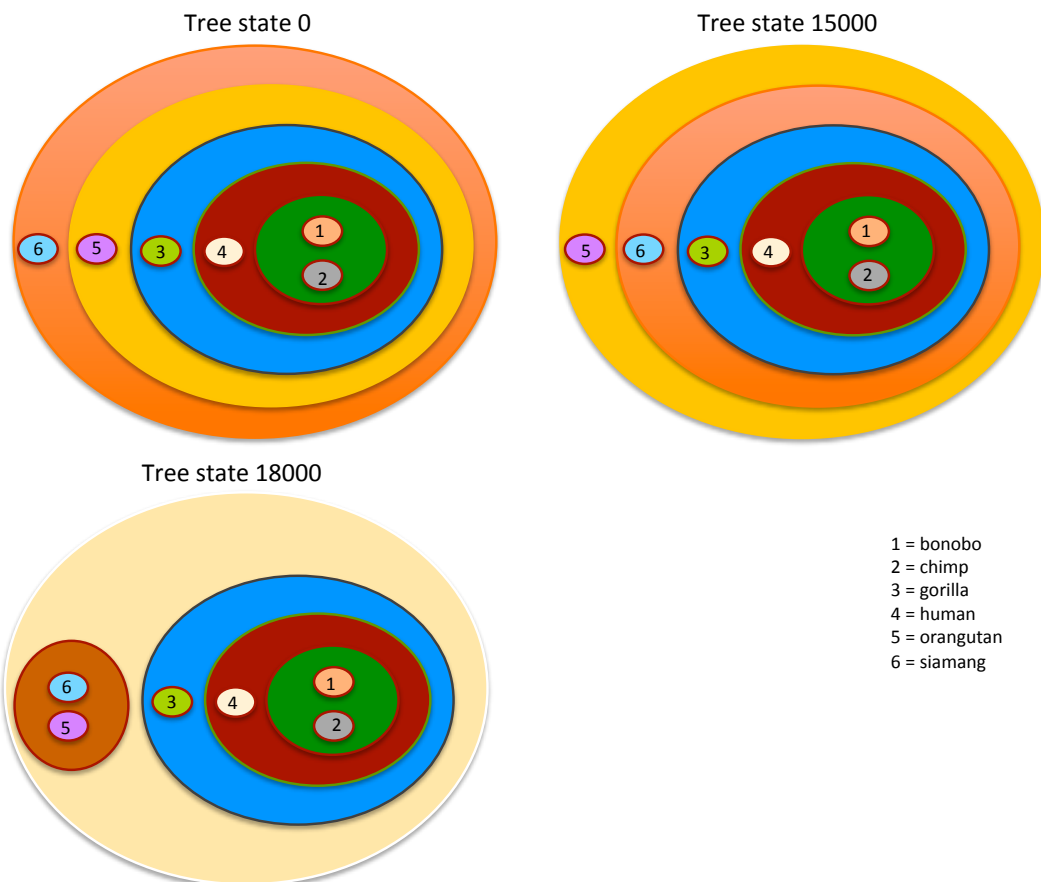 Tree state 0
Tree state 15000
6 5 3 4 1 2
5 6 3 4 1 2
Tree state 18000
6 5 3 4 1 2
1 = bonobo
2 = chimp
3 = gorilla
4 = human
5 = orangutan
6 = siamang